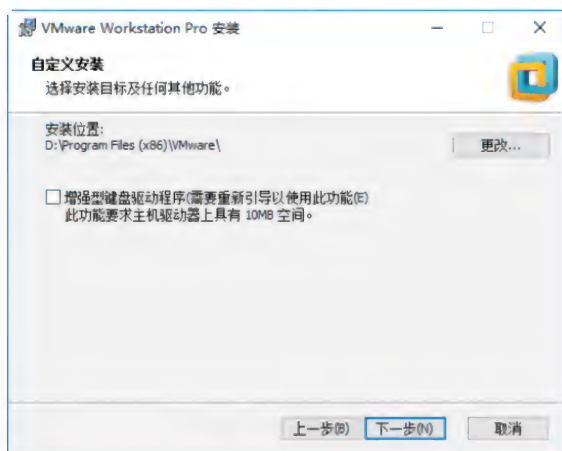 VMware Workstation Pro 安装
自定义安装
选择安装目标及任何其他功能。
安装位置:
D:\Program Files (x86)\VMware\
更改...
增强型键盘驱动程序(需要重新引导以使用此功能(E)
此功能要求主机驱动器上具有 10MB 空间。
上一步(B) 下一步(N) 取消